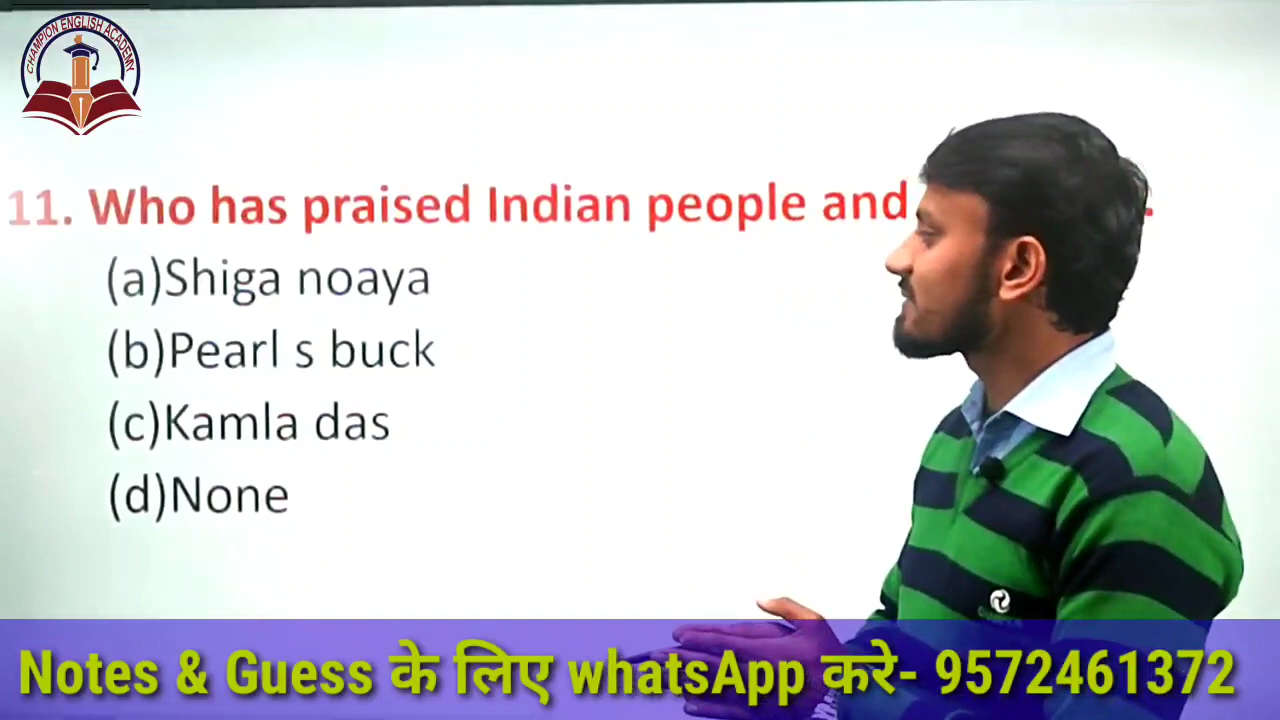 CHAMPION ENGLISH ACADEMY
11. Who has praised Indian people and
(a)Shiga noaya
(b)Pearl s buck
(c)Kamla das
(d)None
Notes & Guess के लिए whatsApp करे- 9572461372